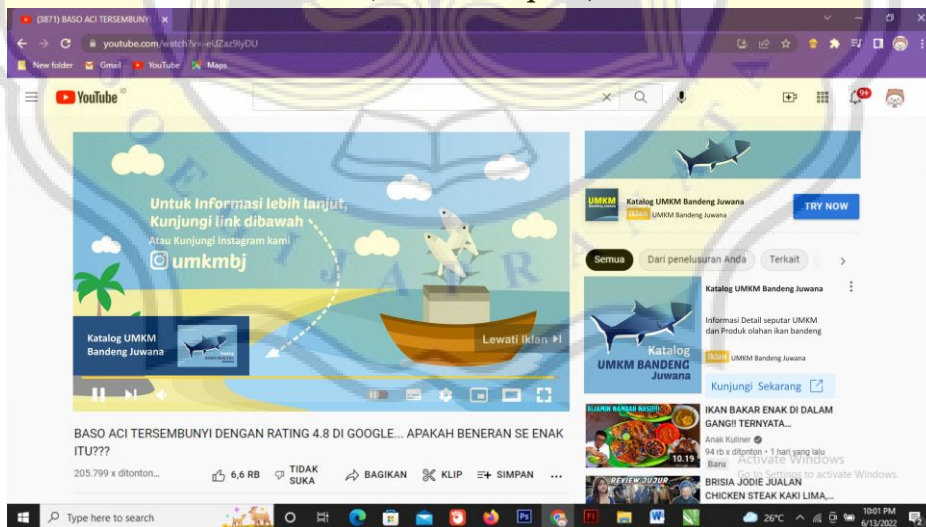 (3871) BASO ACI TERSEMBUNYI
youtube.com/watch?v=-eUZaz9lyDU
New folder
Gmail
YouTube
Maps
YouTube
9+
Untuk Informasi lebih lanjut,
Kunjungi link dibawah
Atau Kunjungi Instagram kami
umkmbj
Katalog UMKM
Bandeng Juwana
Lewati Iklan
BASO ACI TERSEMBUNYI DENGAN RATING 4.8 DI GOOGLE... APAKAH BENERAN SE ENAK
ITU???
205.799 x ditonton...
6,6 RB
TIDAK
SUKA
BAGIKAN
KLIP
SIMPAN
...
UMKM
Katalog UMKM Bandeng Juwana
Iklan UMKM Bandeng Juwana
TRY NOW
Semua
Dari penelusuran Anda
Terkait
Katalog
UMKM BANDENG
Juwana
Katalog UMKM Bandeng Juwana
Informasi Detail seputar UMKM
dan Produk olahan ikan bandeng
Iklan UMKM Bandeng Juwana
Kunjungi Sekarang
10.19
IKAN BAKAR ENAK DI DALAM
GANG!! TERNYATA...
Anak Kuliner
94 rb x ditonton • 1 hari yang lalu
Baru
REVIEW JUJUR
BRISIA JODIE JUALAN
CHICKEN STEAK KAKI LIMA,...
Activate Windows
Go to Settings to activate Windows.
Type here to search
26°C
10:01 PM
6/13/2022